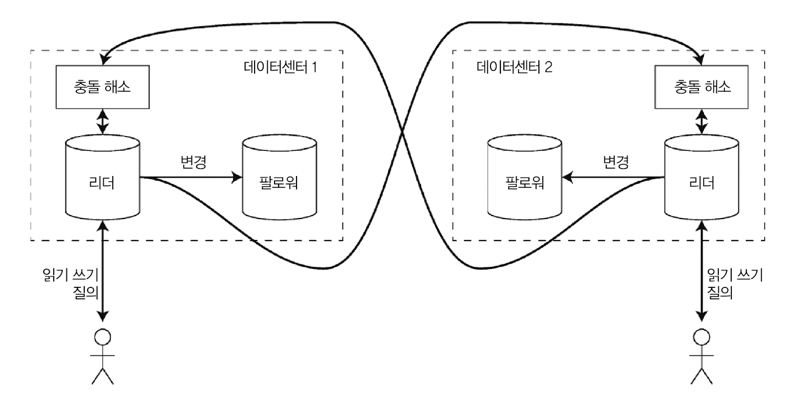 데이터센터 1
데이터센터 2
충돌 해소
충돌 해소
변경
변경
리더
팔로워
팔로워
리더
읽기 쓰기
질의
읽기 쓰기
질의